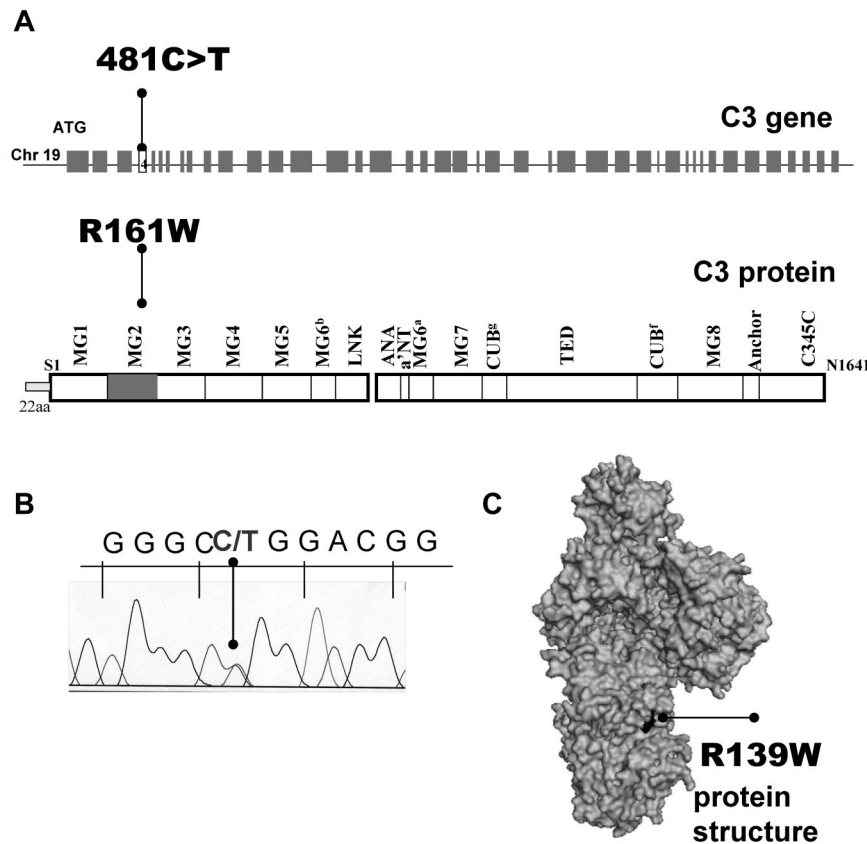 A
481C>T
ATG
C3 gene
Chr 19
4
R161W
C3 protein
S1
MG1
MG2
MG3
MG4
MG5
MG6b
LNK
ANA
a'NT
MG6a
MG7
CUBg
TED
CUBf
MG8
Anchor
C345C
N1641
22aa
B
G G G C C/T G G A C G G
C
R139W
protein
structure